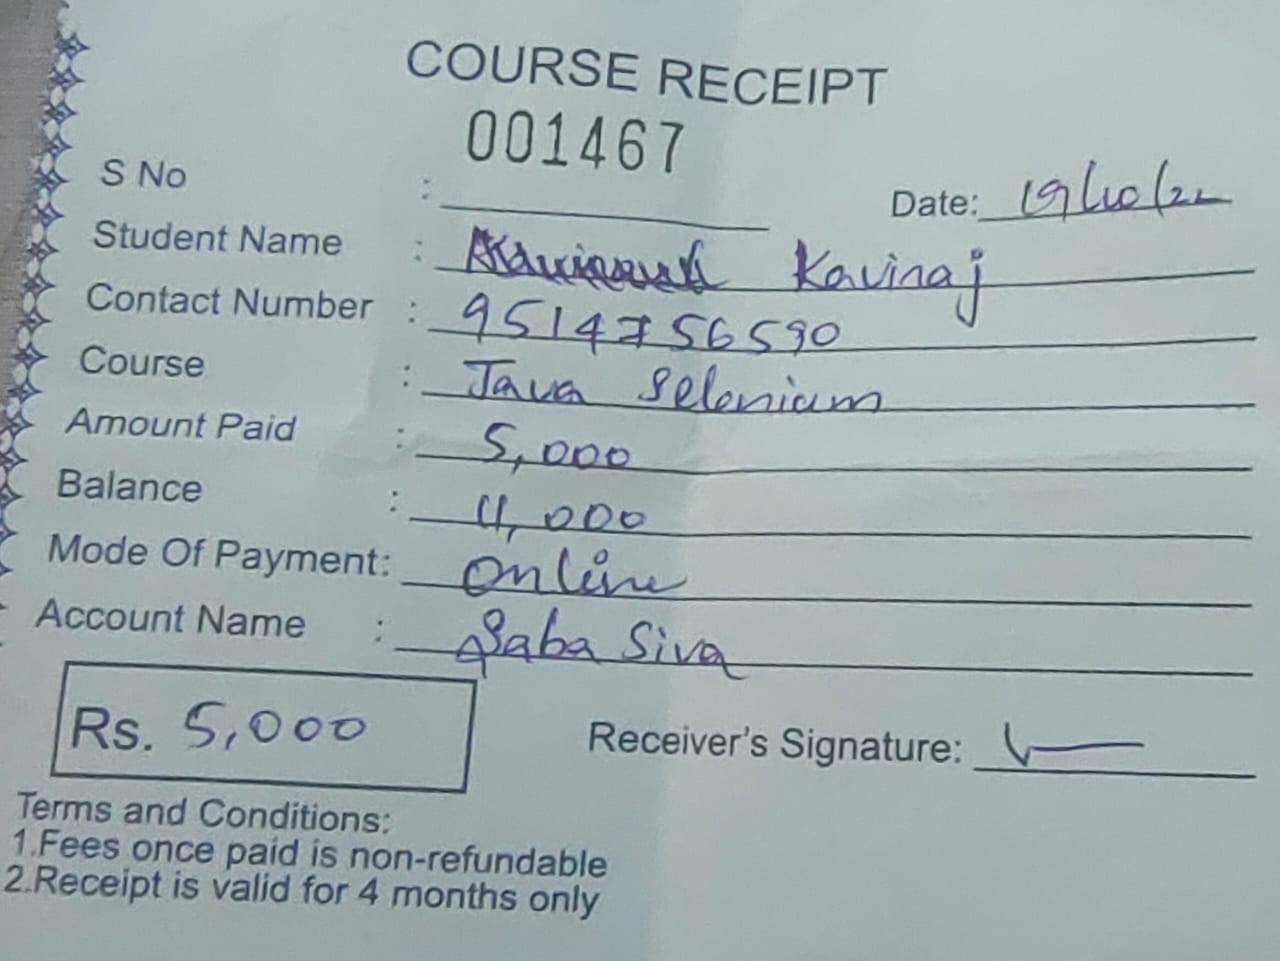 COURSE RECEIPT
001467
S No :
Date: 19/10/22
Student Name : Kaviraj
Contact Number : 9514756590
Course : Java Selenium
Amount Paid : 5,000
Balance : 4,000
Mode Of Payment: Online
Account Name : Saba Siva
Rs. 5,000
Receiver's Signature:
Terms and Conditions:
1.Fees once paid is non-refundable
2.Receipt is valid for 4 months only